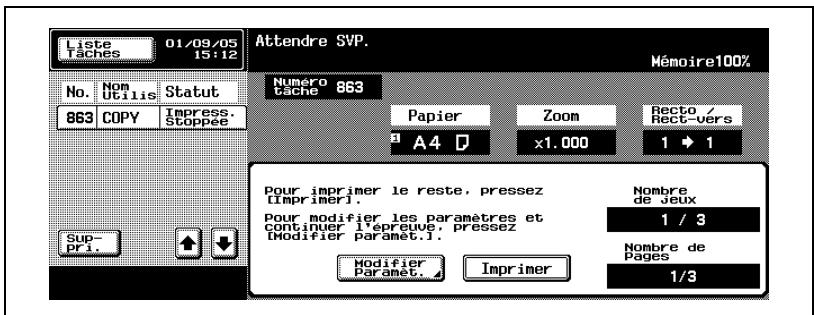 Liste
Tâches
01/09/05
15:12
Attendre SVP.
Mémoire100%
No. Nom Utilis Statut
863 COPY Impress. Stoppée
Numéro
tâche 863
Papier
Zoom
Recto /
Rect-vers
1 A4
×1.000
1 → 1
Pour imprimer le reste, pressez
[Imprimer].
Pour modifier les paramètres et
continuer l'épreuve, pressez
[Modifier paramèt.].
Nombre
de jeux
1 / 3
Nombre de
Pages
1/3
Sup-
pri.
Modifier
Paramèt.
Imprimer